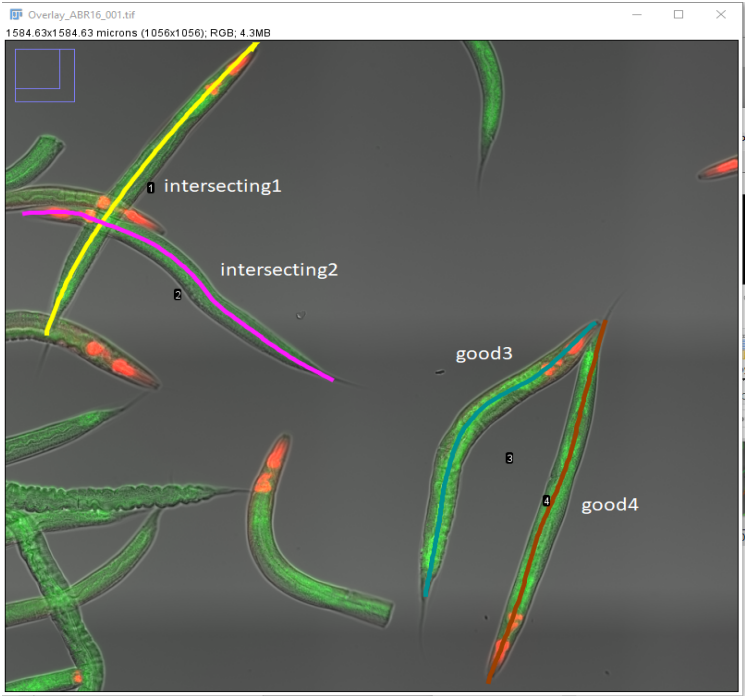 Overlay_ABR16_001.tif
1584.63x1584.63 microns (1056x1056); RGB; 4.3MB
1 intersecting1
intersecting2
2
good3
3
4 good4